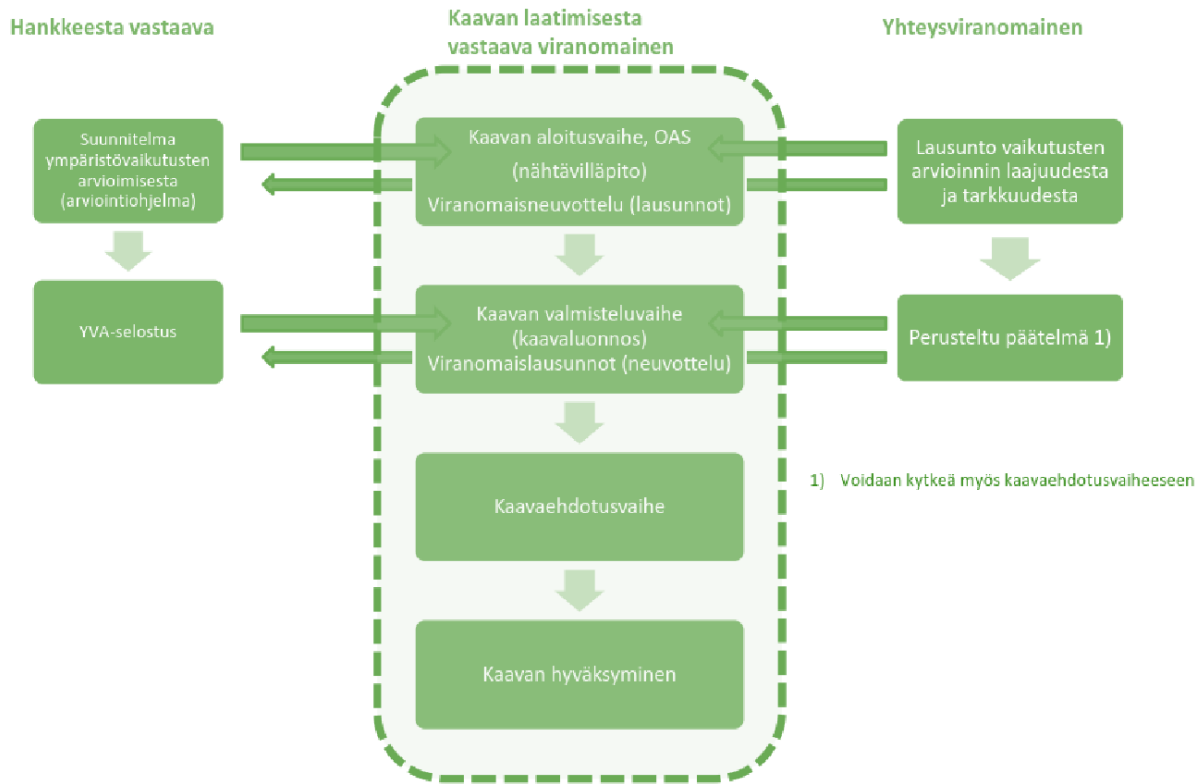 Hankkeesta vastaava
Kaavan laatimisesta
vastaava viranomainen
Yhteysviranomainen
Suunnitelma
ympäristövaikutusten
arvioimisesta
(arviointiohjelma)
Kaavan aloitusvaihe, OAS
(nähtävilläpito)
Viranomaisneuvottelu (lausunnot)
Lausunto vaikutusten
arvioinnin laajuudesta
ja tarkkuudesta
YVA-selostus
Kaavan valmisteluvaihe
(kaavaluonnos)
Viranomaislausunnot (neuvottelu)
Perusteltu päätelmä 1)
Kaavaehdotusvaihe
1) Voidaan kytkeä myös kaavaehdotusvaiheeseen
Kaavan hyväksyminen